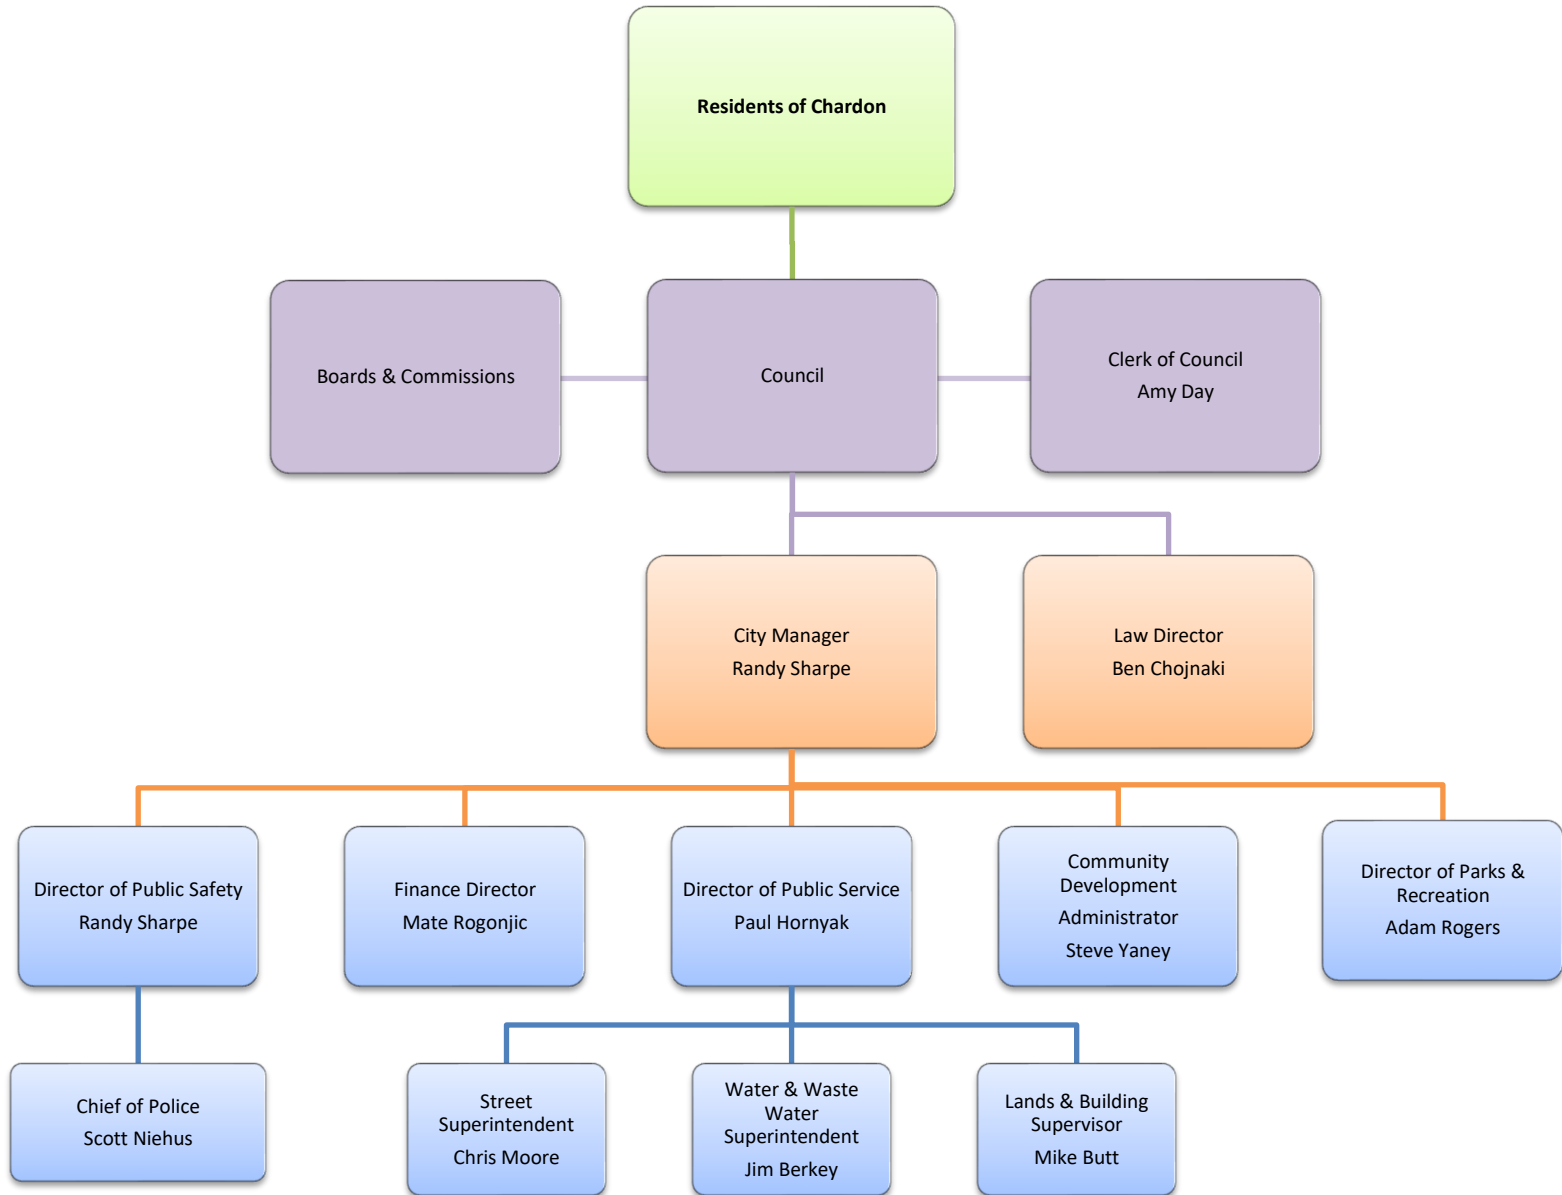 Residents of Chardon
Boards & Commissions
Council
Clerk of Council
Amy Day
City Manager
Randy Sharpe
Law Director
Ben Chojnaki
Director of Public Safety
Randy Sharpe
Finance Director
Mate Rogonjic
Director of Public Service
Paul Hornyak
Community
Development
Administrator
Steve Yaney
Director of Parks &
Recreation
Adam Rogers
Chief of Police
Scott Niehus
Street
Superintendent
Chris Moore
Water & Waste
Water
Superintendent
Jim Berkey
Lands & Building
Supervisor
Mike Butt